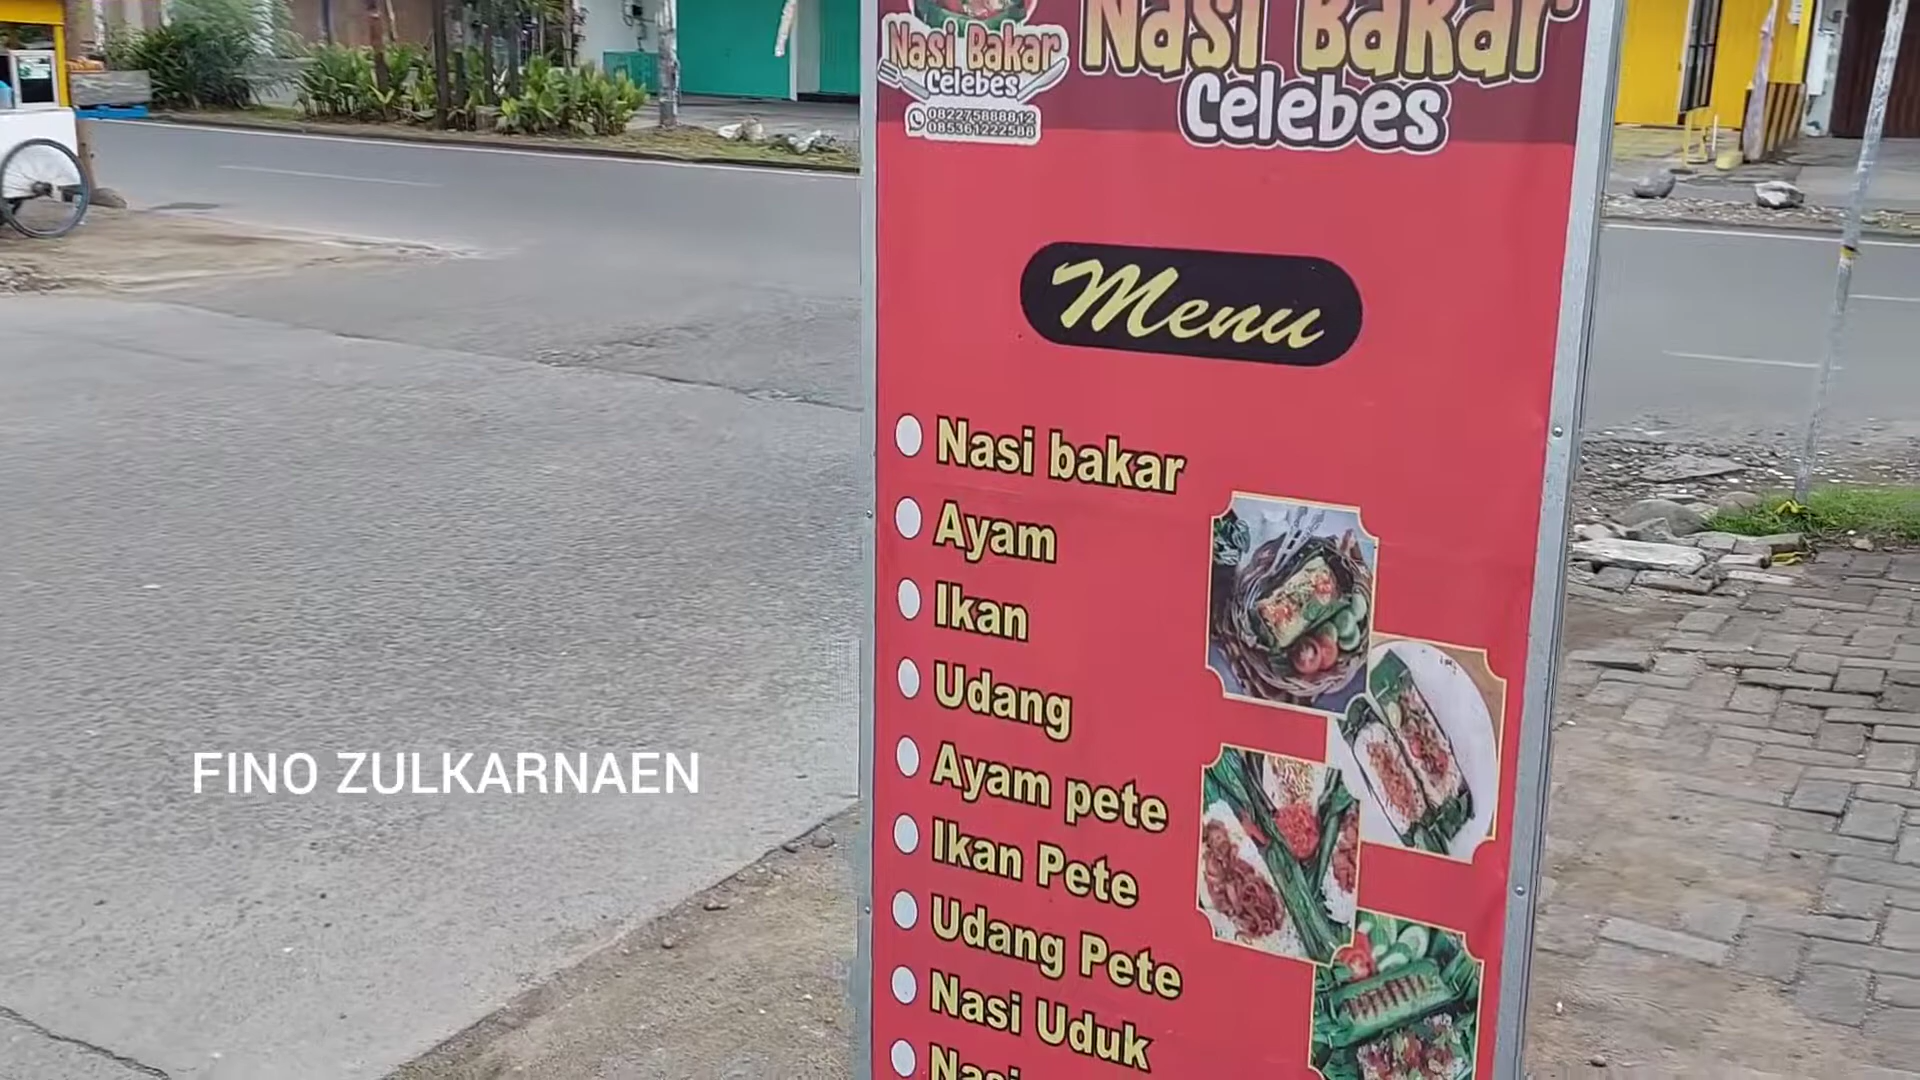 Nasi Bakar
Celebes
082275888812
085361222588
Nasi Bakar
Celebes
Menu
Nasi bakar
Ayam
Ikan
Udang
Ayam pete
Ikan Pete
Udang Pete
Nasi Uduk
Nasi
FINO ZULKARNAEN